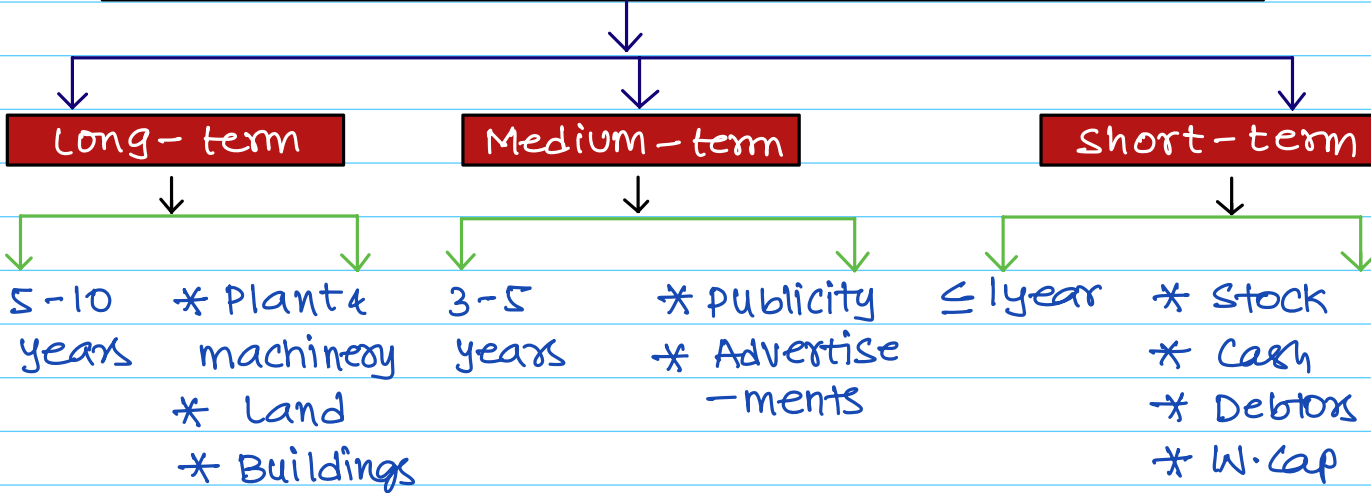 Long-term
Medium-term
Short-term
5-10
years
* Plant &
machinery
* Land
* Buildings
3-5
years
* Publicity
* Advertise
-ments
≤ 1year
* Stock
* Cash
* Debtors
* W.Cap